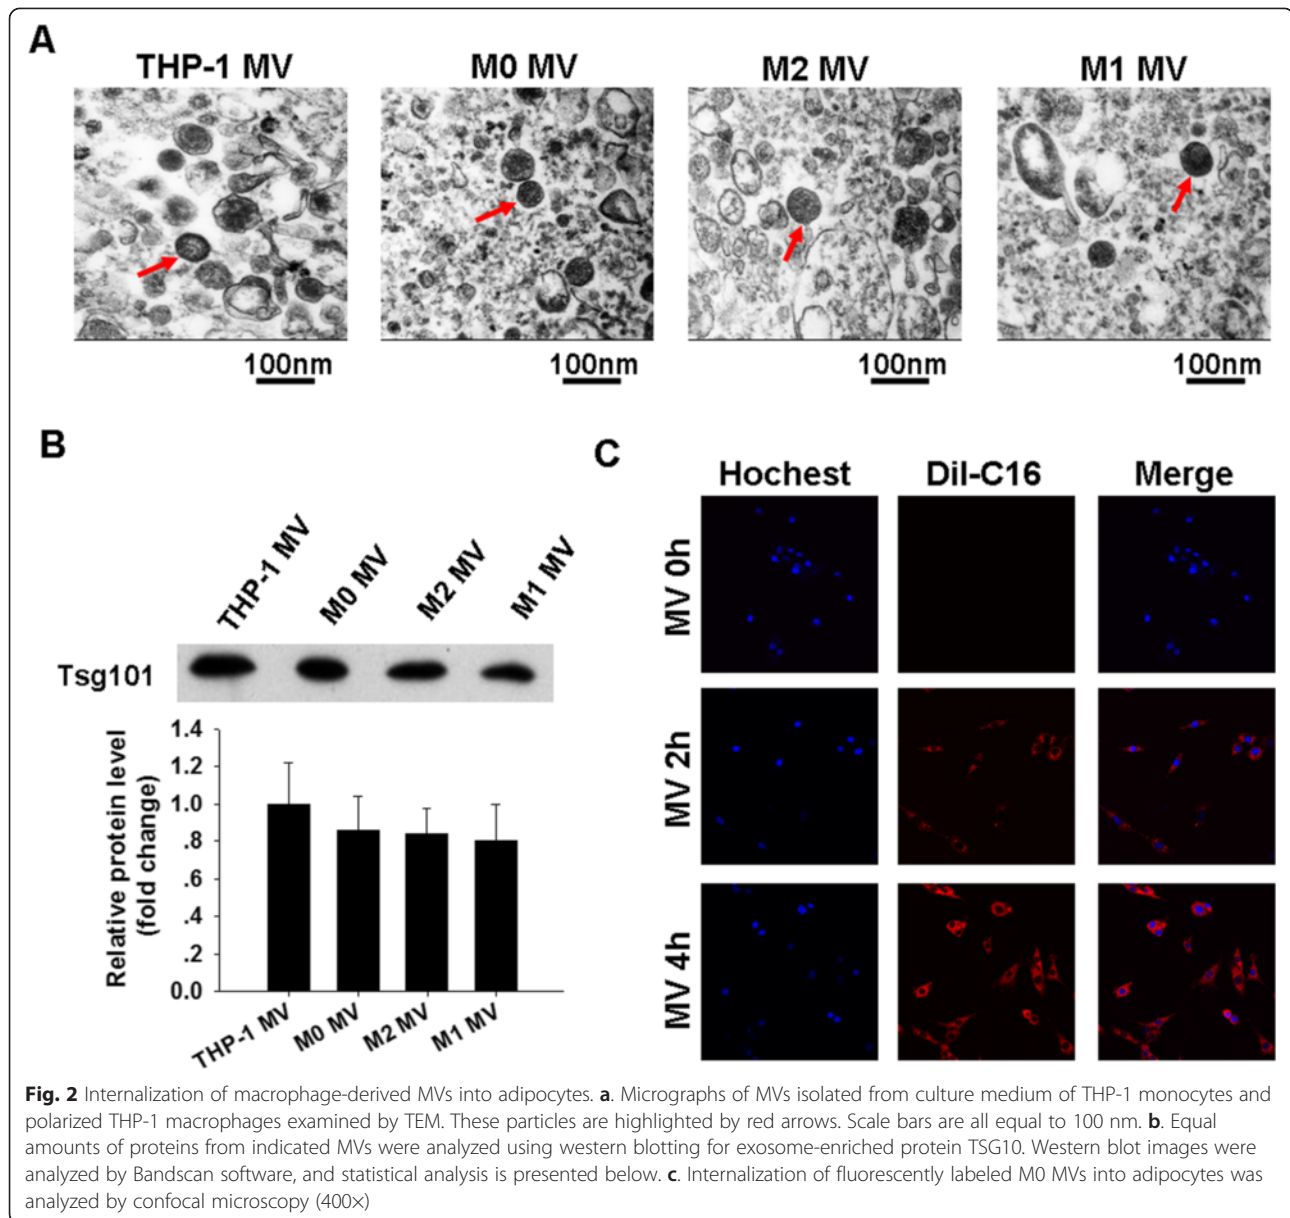 A
THP-1 MV
M0 MV
M2 MV
M1 MV
100nm
100nm
100nm
100nm
B
THP-1 MV
M0 MV
M2 MV
M1 MV
Tsg101
Relative protein level
(fold change)
1.4
1.2
1.0
.8
.6
.4
.2
0.0
THP-1 MV
M0 MV
M2 MV
M1 MV
C
Hochest
Dil-C16
Merge
MV 0h
MV 2h
MV 4h
Fig. 2 Internalization of macrophage-derived MVs into adipocytes. a. Micrographs of MVs isolated from culture medium of THP-1 monocytes and
polarized THP-1 macrophages examined by TEM. These particles are highlighted by red arrows. Scale bars are all equal to 100 nm. b. Equal
amounts of proteins from indicated MVs were analyzed using western blotting for exosome-enriched protein TSG10. Western blot images were
analyzed by Bandscan software, and statistical analysis is presented below. c. Internalization of fluorescently labeled M0 MVs into adipocytes was
analyzed by confocal microscopy (400×)